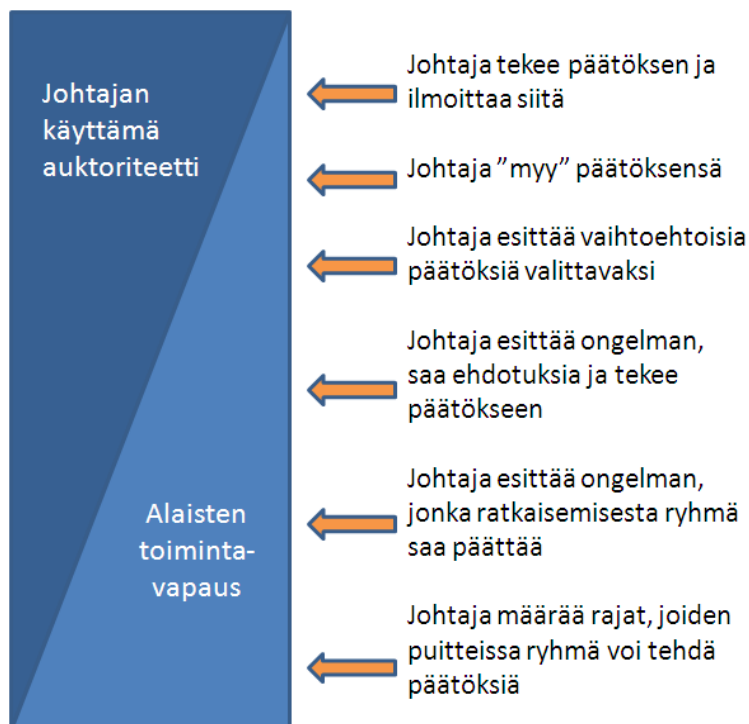 Johtajan
käyttämä
auktoriteetti
Alaisten
toiminta-
vapaus
Johtaja tekee päätöksen ja
ilmoittaa siitä
Johtaja ”myy” päätöksensä
Johtaja esittää vaihtoehtoisia
päätöksiä valittavaksi
Johtaja esittää ongelman,
saa ehdotuksia ja tekee
päätökseen
Johtaja esittää ongelman,
jonka ratkaisemisesta ryhmä
saa päättää
Johtaja määrää rajat, joiden
puitteissa ryhmä voi tehdä
päätöksiä